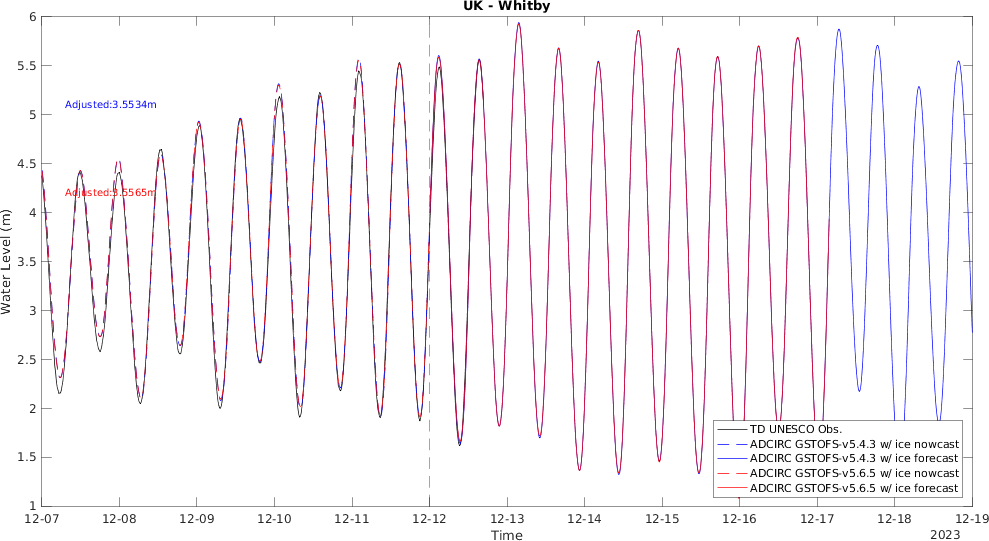 UK - Whitby
6
5.5
5
4.5
4
3.5
3
2.5
2
1.5
1
Water Level (m)
Adjusted:3.5534m
Adjusted:3.5565m
TD UNESCO Obs.
ADCIRC GSTOFS-v5.4.3 w/ ice nowcast
ADCIRC GSTOFS-v5.4.3 w/ ice forecast
ADCIRC GSTOFS-v5.6.5 w/ ice nowcast
ADCIRC GSTOFS-v5.6.5 w/ ice forecast
12-07 12-08 12-09 12-10 12-11 12-12 12-13 12-14 12-15 12-16 12-17 12-18 12-19
Time
2023